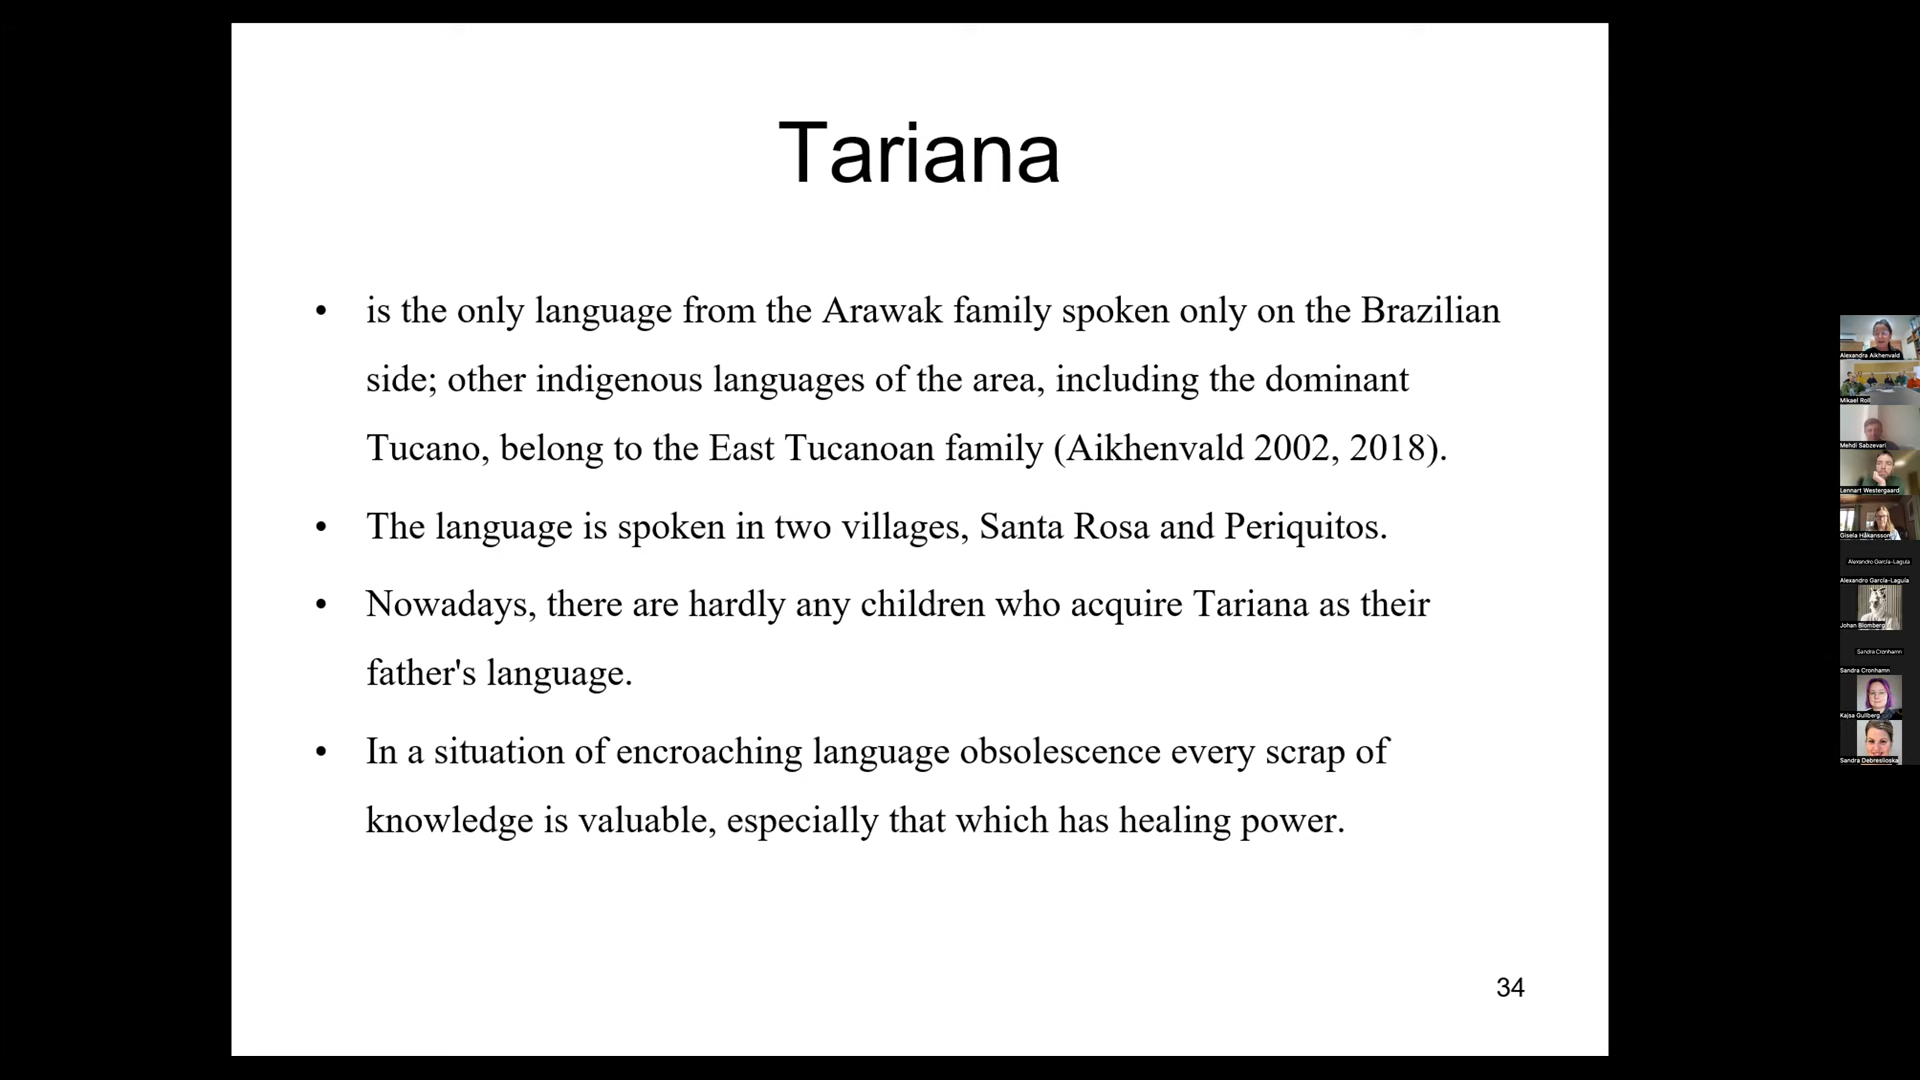 Tariana
• is the only language from the Arawak family spoken only on the Brazilian
side; other indigenous languages of the area, including the dominant
Tucano, belong to the East Tucanoan family (Aikhenvald 2002, 2018).
• The language is spoken in two villages, Santa Rosa and Periquitos.
• Nowadays, there are hardly any children who acquire Tariana as their
father's language.
• In a situation of encroaching language obsolescence every scrap of
knowledge is valuable, especially that which has healing power.
34
Alexandra Aikhenvald
Mikael Roll
Mehdi Sabzevari
Lennart Westergaard
Gisela Håkansson
Alexandro García-Laguía
Alexandro García-Laguía
Johan Blomberg
Sandra Cronhamn
Sandra Cronhamn
Kajsa Gullberg
Sandra Debreslioska